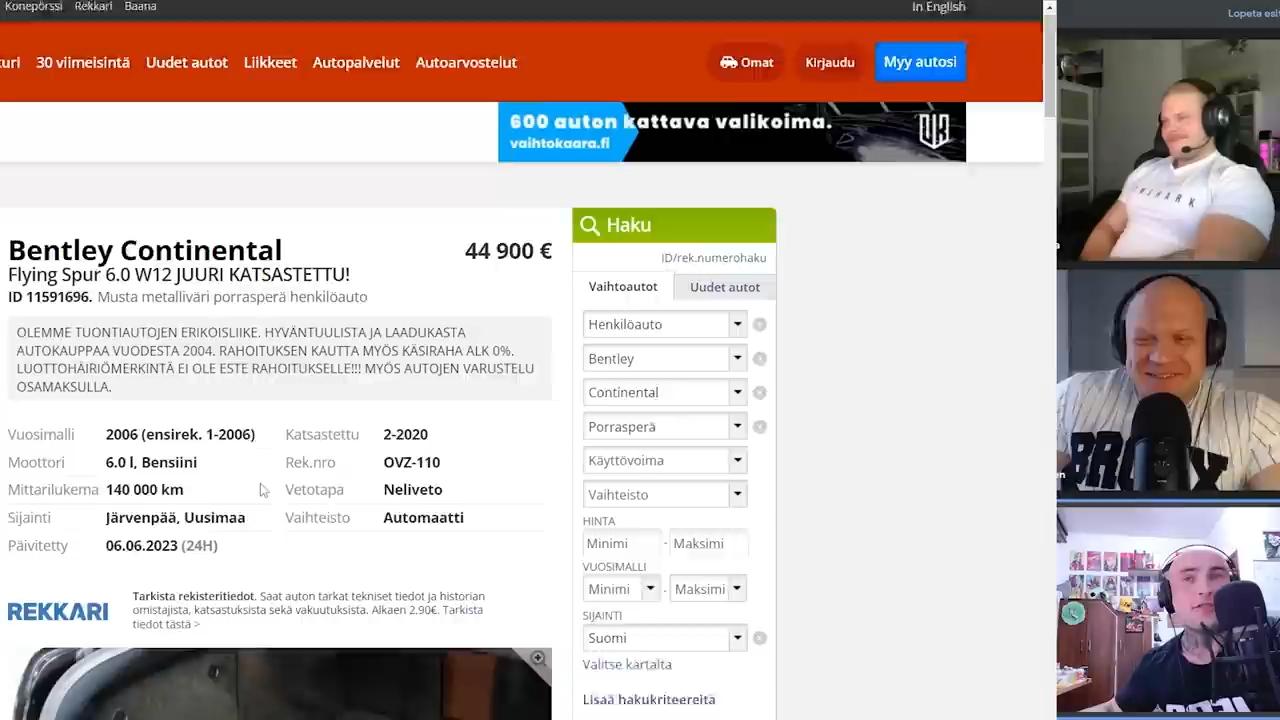 Konepörssi Rekkari Baana In English
Lopeta esi
uri 30 viimeisintä Uudet autot Liikkeet Autopalvelut Autoarvostelut Omat Kirjaudu Myy autosi
600 auton kattava valikoima.
vaihtokaara.fi
Haku
Bentley Continental 44 900 €
Flying Spur 6.0 W12 JUURI KATSASTETTU!
ID 11591696. Musta metalliväri porrasperä henkilöauto
OLEMME TUONTIAUTOJEN ERIKOISLIIKE. HYVÄNTUULISTA JA LAADUKASTA
AUTOKAUPPAA VUODESTA 2004. RAHOITUKSEN KAUTTA MYÖS KÄSIRAHA ALK 0%.
LUOTTOHÄIRIÖMERKINTÄ EI OLE ESTE RAHOITUKSELLE!!! MYÖS AUTOJEN VARUSTELU
OSAMAKSULLA.
Vuosimalli 2006 (ensirek. 1-2006) Katsastettu 2-2020
Moottori 6.0 l, Bensiini Rek.nro OVZ-110
Mittarilukema 140 000 km Vetotapa Neliveto
Sijainti Järvenpää, Uusimaa Vaihteisto Automaatti
Päivitetty 06.06.2023 (24H)
REKKARI
Tarkista rekisteritiedot. Saat auton tarkat tekniset tiedot ja historian
omistajista, katsastuksista sekä vakuutuksista. Alkaen 2.90€. Tarkista
tiedot tästä >
ID/rek.numerohaku
Vaihtoautot Uudet autot
Henkilöauto
Bentley
Continental
Porrasperä
Käyttövoima
Vaihteisto
HINTA
Minimi - Maksimi
VUOSIMALLI
Minimi - Maksimi
SIJAINTI
Suomi
Valitse kartalta
Lisää hakukriteereitä